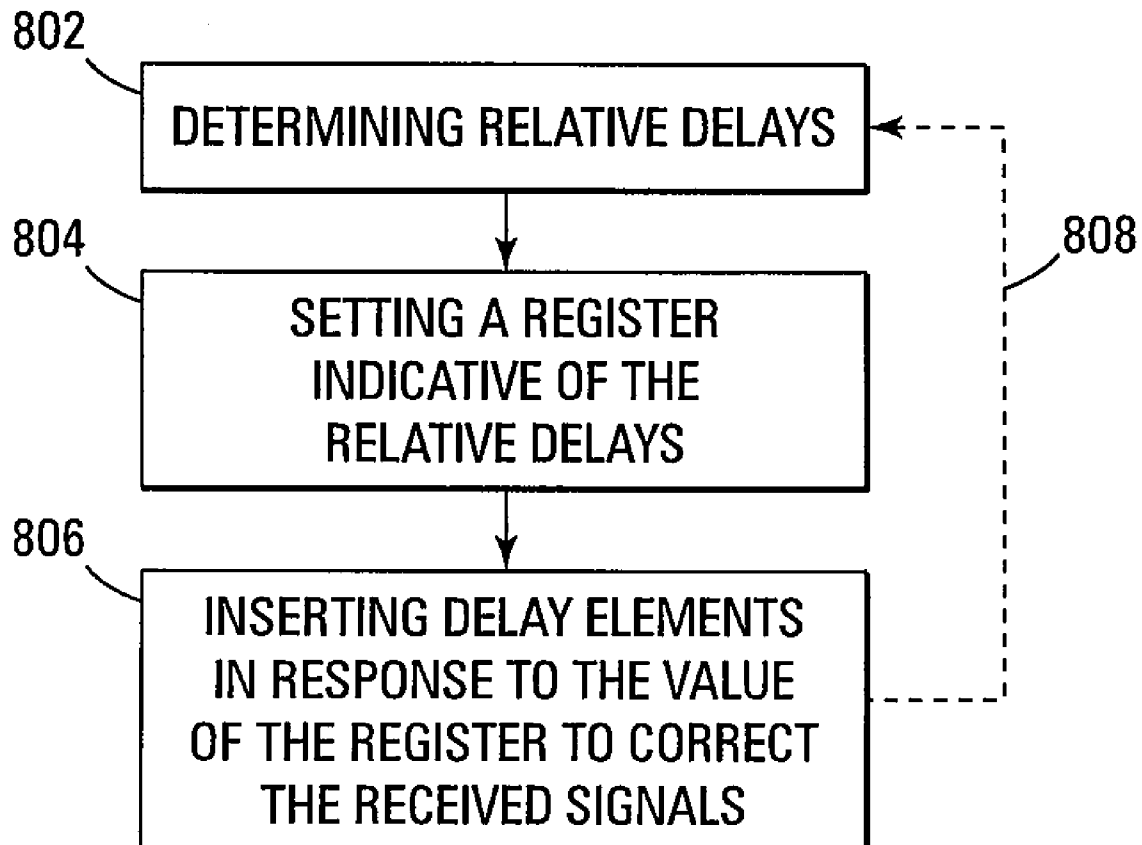 802
DETERMINING RELATIVE DELAYS
804
SETTING A REGISTER
INDICATIVE OF THE
RELATIVE DELAYS
808
806
INSERTING DELAY ELEMENTS
IN RESPONSE TO THE VALUE
OF THE REGISTER TO CORRECT
THE RECEIVED SIGNALS